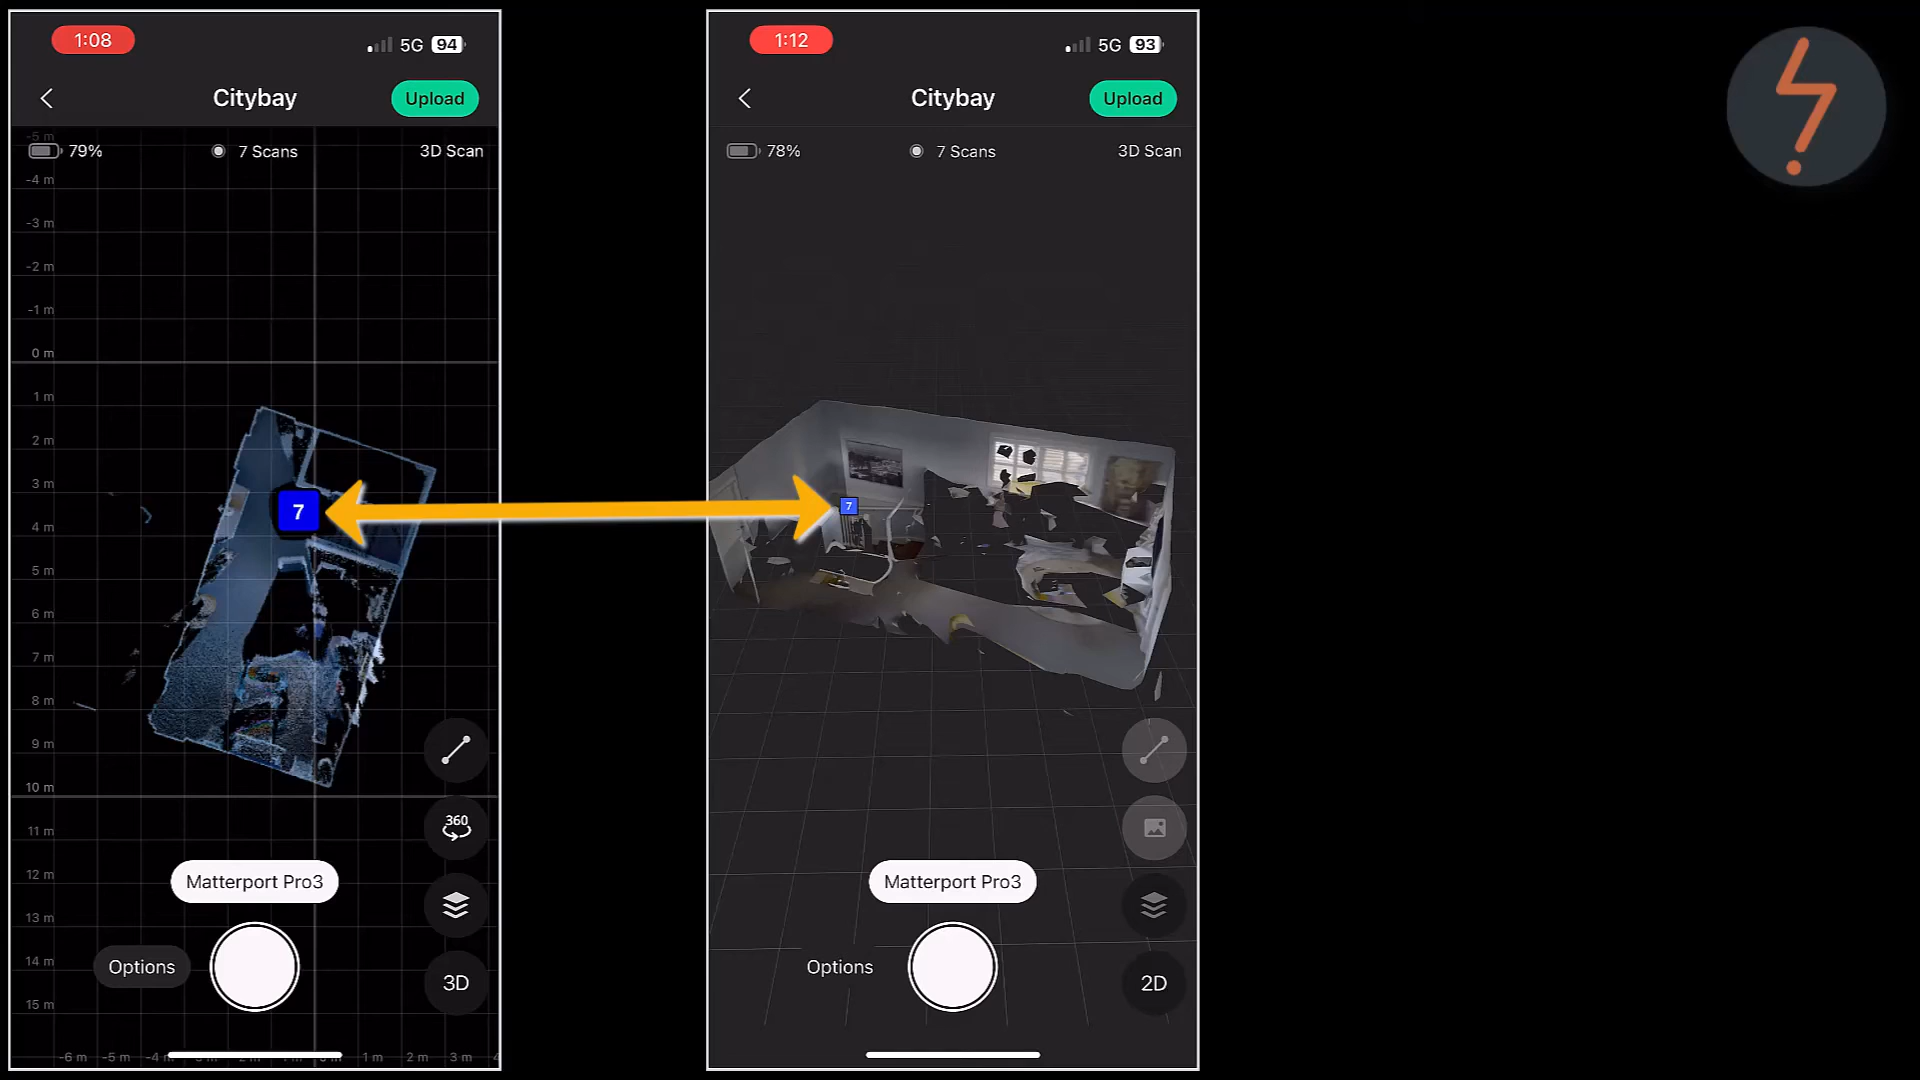 1:08
5G 94
Citybay
Upload
-5 m
79%
7 Scans
3D Scan
-4 m
-3 m
-2 m
-1 m
0 m
1 m
2 m
3 m
7
4 m
5 m
6 m
7 m
8 m
9 m
10 m
11 m
360
12 m
Matterport Pro3
13 m
14 m
Options
3D
15 m
-6 m -5 m -4 m 1 m 2 m 3 m
1:12
5G 93
Citybay
Upload
78%
7 Scans
3D Scan
7
Matterport Pro3
Options
2D